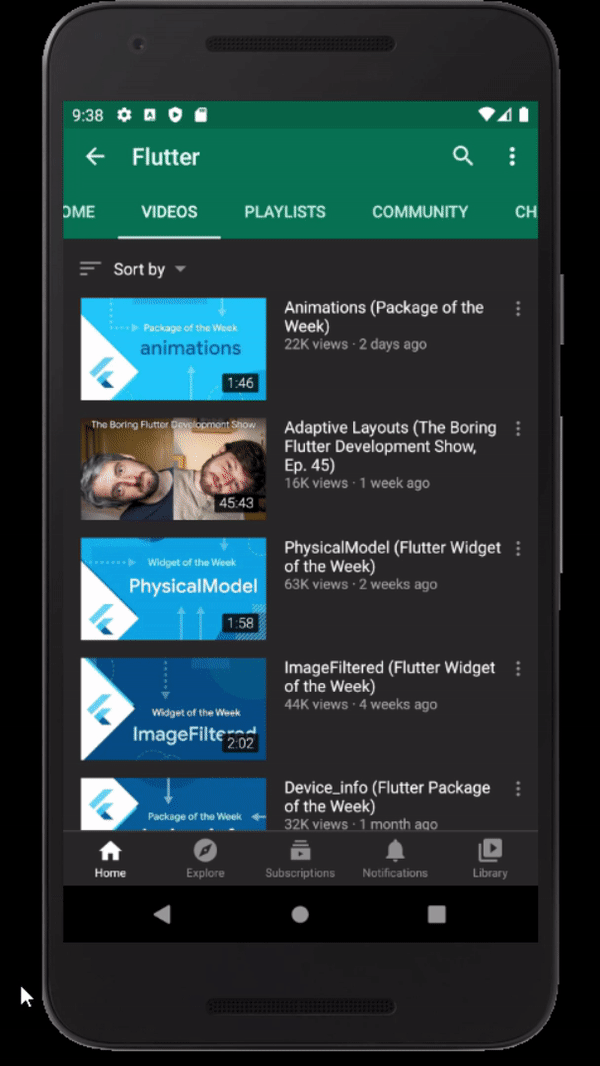 9:38
Flutter
OME VIDEOS PLAYLISTS COMMUNITY CH
Sort by
Package of the Week
animations
1:46
Animations (Package of the
Week)
22K views · 2 days ago
The Boring Flutter Development Show
45:43
Adaptive Layouts (The Boring
Flutter Development Show,
Ep. 45)
16K views · 1 week ago
Widget of the Week
PhysicalModel
1:58
PhysicalModel (Flutter Widget
of the Week)
63K views · 2 weeks ago
Widget of the Week
ImageFiltered
2:02
ImageFiltered (Flutter Widget
of the Week)
44K views · 4 weeks ago
Package of the Week
Device_info (Flutter Package
of the Week)
32K views · 1 month ago
Home Explore Subscriptions Notifications Library